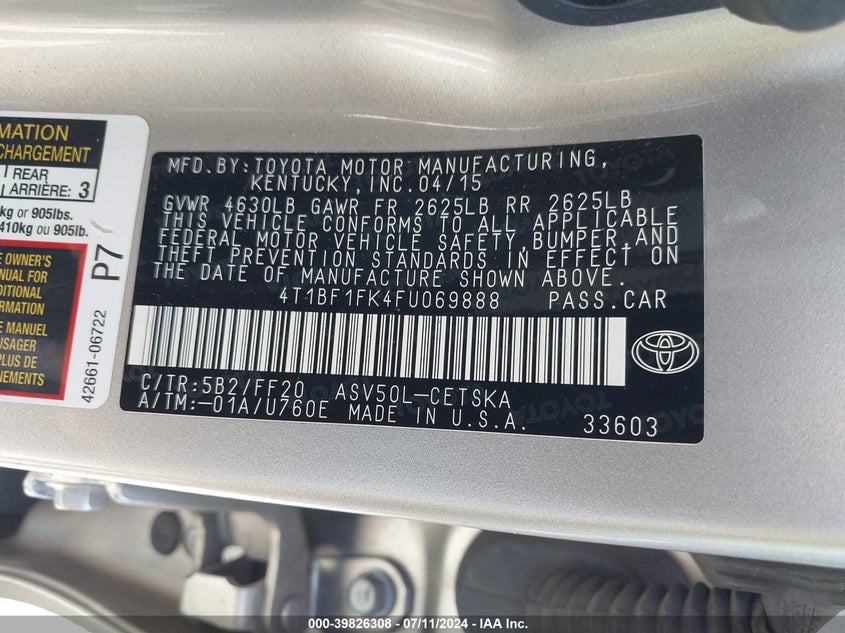 MATION
CHARGEMENT
REAR
ARRIÈRE: 3
kg or 905lbs.
410kg ou 905lb.
E OWNER'S
ANUAL FOR
DITIONAL
ORMATION
E MANUEL
USAGER
PLUS DE
GNEMENTS
42661-06722
P7
MFD.BY:TOYOTA MOTOR MANUFACTURING,
KENTUCKY,INC.04/15
GVWR 4630LB GAWR FR 2625LB RR 2625LB
THIS VEHICLE CONFORMS TO ALL APPLICABLE
FEDERAL MOTOR VEHICLE SAFETY,BUMPER,AND
THEFT PREVENTION STANDARDS IN EFFECT ON
THE DATE OF MANUFACTURE SHOWN ABOVE.
4T1BF1FK4FU069888 PASS.CAR
C/TR:5B2/FF20 ASV50L-CETSKA
A/TM:-01A/U760E MADE IN U.S.A.
33603
000-39826308 - 07/11/2024 - IAA Inc.